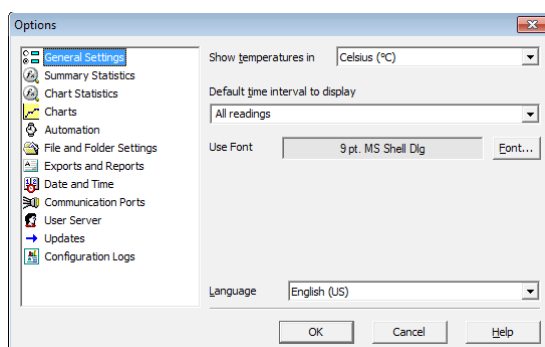 Options
General Settings
Summary Statistics
Chart Statistics
Charts
Automation
File and Folder Settings
Exports and Reports
Date and Time
Communication Ports
User Server
Updates
Configuration Logs
Show temperatures in Celsius (°C)
Default time interval to display
All readings
Use Font 9 pt. MS Shell Dlg Font...
Language English (US)
OK Cancel Help